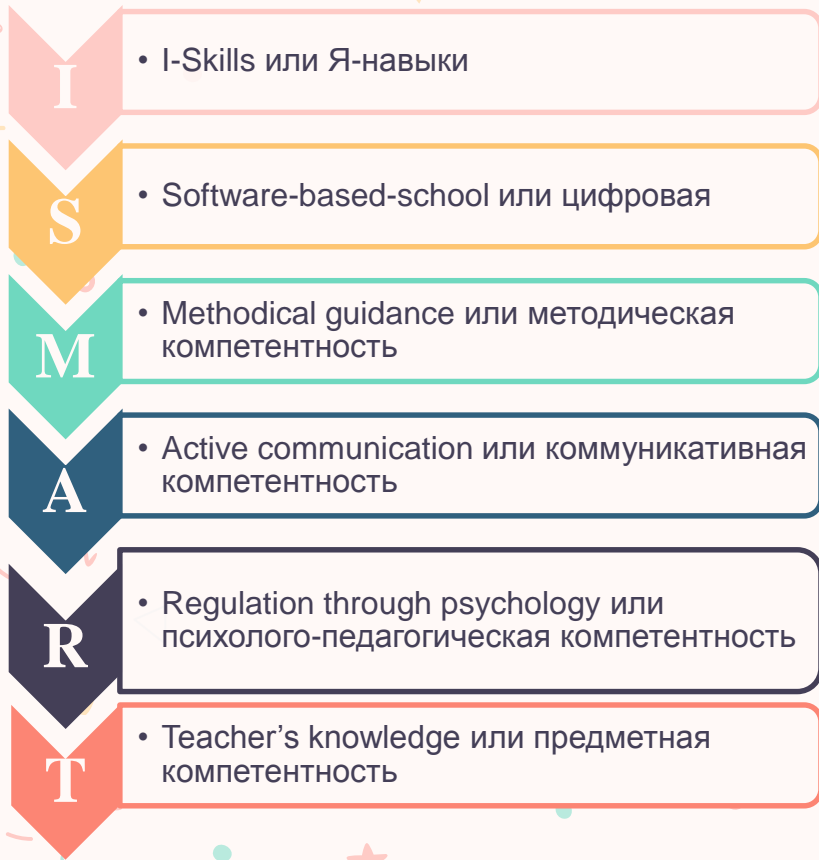 I
• I-Skills или Я-навыки
S
• Software-based-school или цифровая
M
• Methodical guidance или методическая
компетентность
A
• Active communication или коммуникативная
компетентность
R
• Regulation through psychology или
психолого-педагогическая компетентность
T
• Teacher’s knowledge или предметная
компетентность